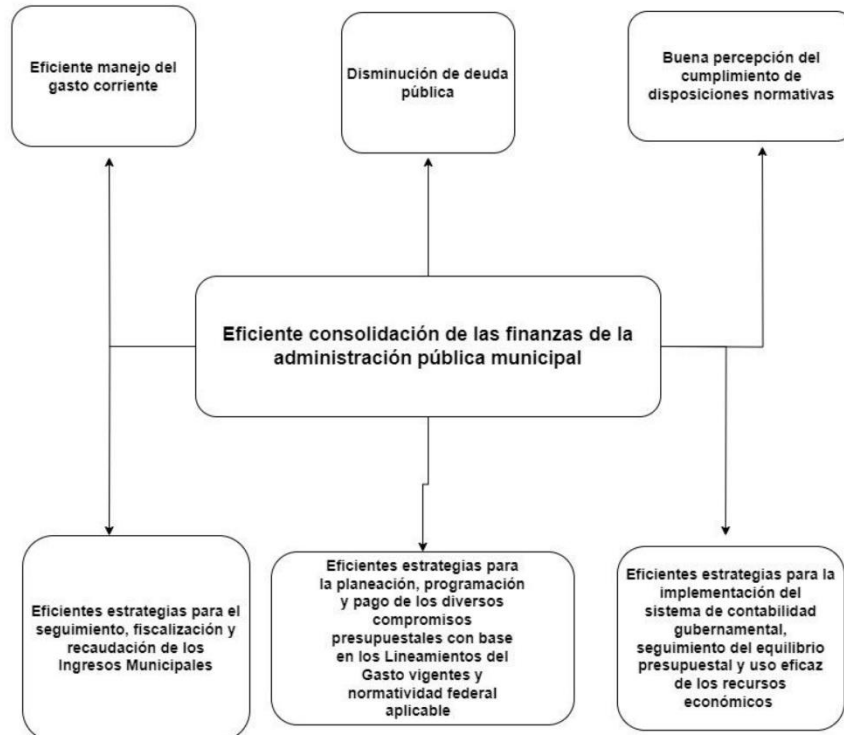 Eficiente manejo del
gasto corriente
Disminución de deuda
pública
Buena percepción del
cumplimiento de
disposiciones normativas
Eficiente consolidación de las finanzas de la
administración pública municipal
Eficientes estrategias para el
seguimiento, fiscalización y
recaudación de los
Ingresos Municipales
Eficientes estrategias para
la planeación, programación
y pago de los diversos
compromisos
presupuestales con base
en los Lineamientos del
Gasto vigentes y
normatividad federal
aplicable
Eficientes estrategias para la
implementación del
sistema de contabilidad
gubernamental,
seguimiento del equilibrio
presupuestal y uso eficaz
de los recursos
económicos